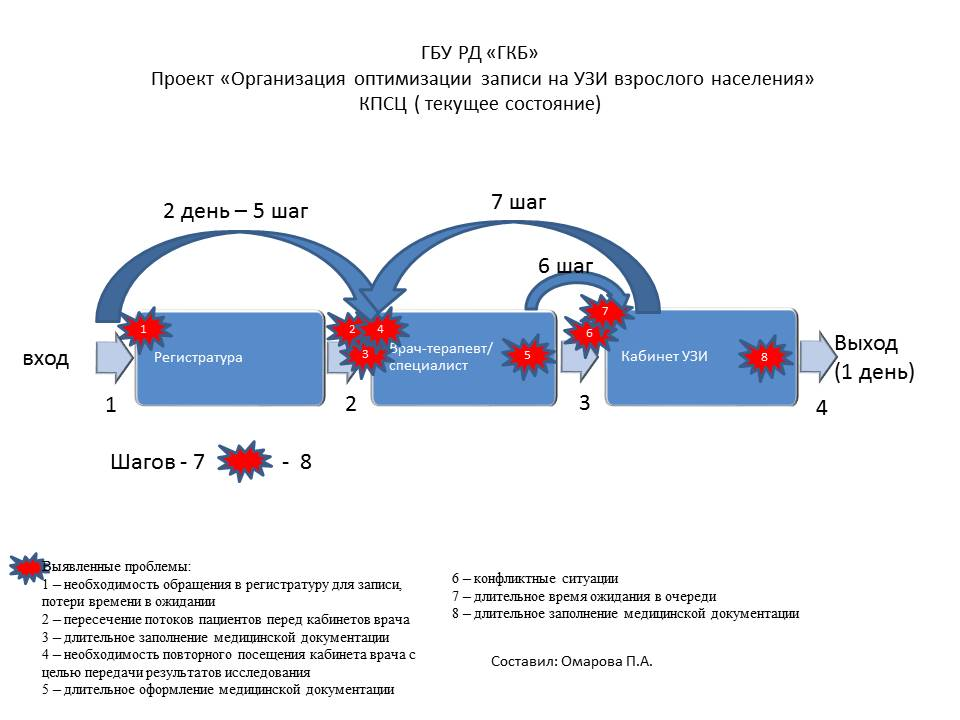 ГБУ РД «ГКБ»
Проект «Организация оптимизации записи на УЗИ взрослого населения»
КПСЦ ( текущее состояние)
2 день – 5 шаг
7 шаг
6 шаг
вход
1
Регистратура
2
3
4
Врач-терапевт/
специалист
5
6
7
Кабинет УЗИ
8
Выход
(1 день)
1
2
3
4
Шагов - 7
- 8
Выявленные проблемы:
1 – необходимость обращения в регистратуру для записи,
потери времени в ожидании
2 – пересечение потоков пациентов перед кабинетов врача
3 – длительное заполнение медицинской документации
4 – необходимость повторного посещения кабинета врача с
целью передачи результатов исследования
5 – длительное оформление медицинской документации
6 – конфликтные ситуации
7 – длительное время ожидания в очереди
8 – длительное заполнение медицинской документации
Составил: Омарова П.А.